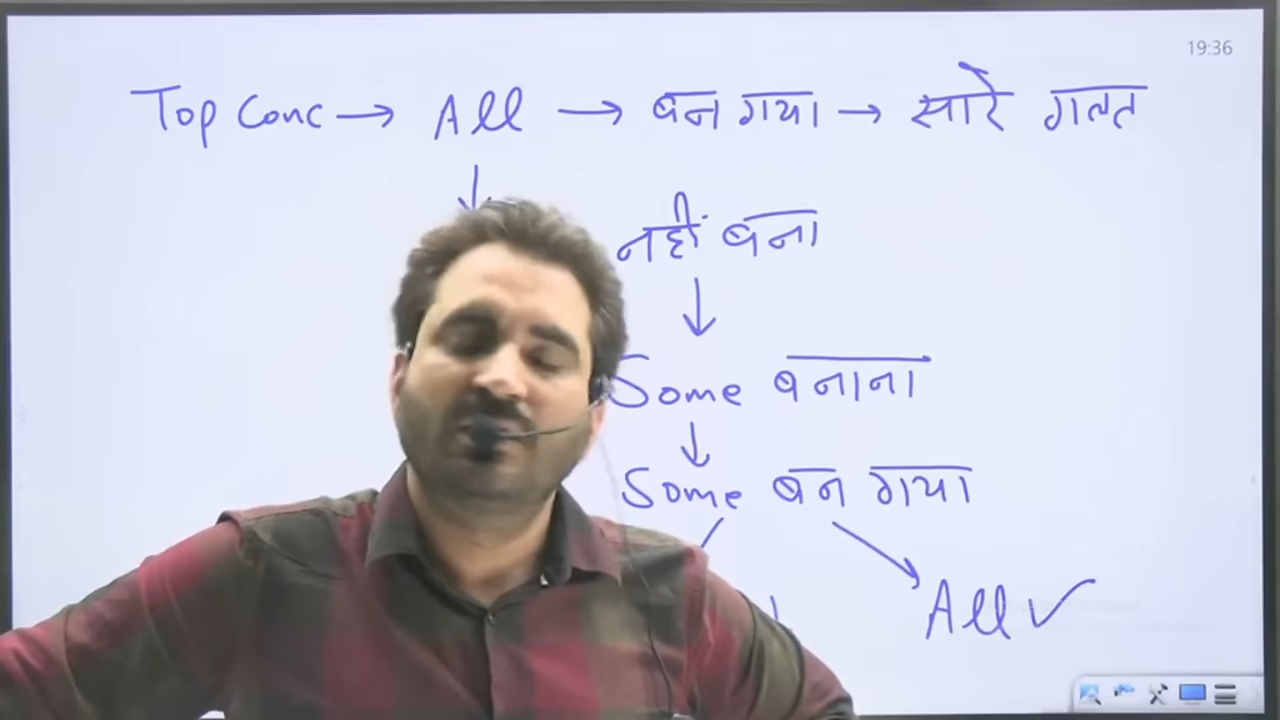 19:36
Top Conc → All → बन गया → सारे गलत
नहीं बना
Some बनाना
Some बन गया
All ✓